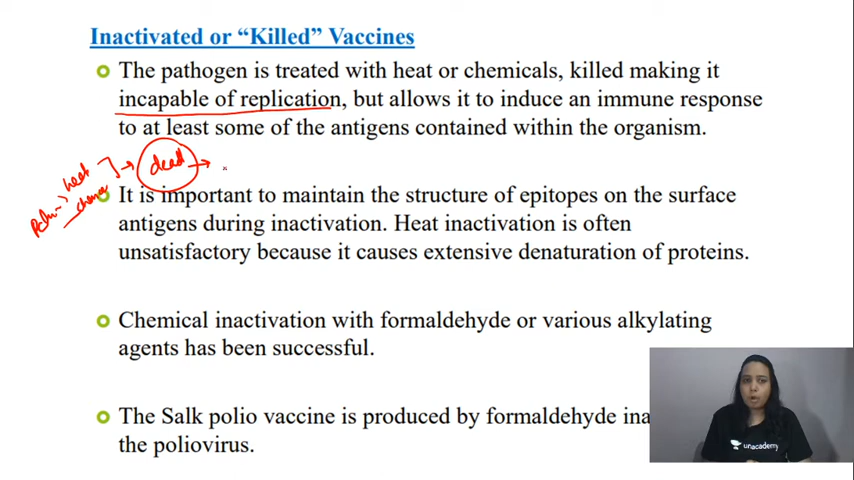 Inactivated or “Killed” Vaccines
The pathogen is treated with heat or chemicals, killed making it
incapable of replication, but allows it to induce an immune response
to at least some of the antigens contained within the organism.
heat
dead
It is important to maintain the structure of epitopes on the surface
antigens during inactivation. Heat inactivation is often
unsatisfactory because it causes extensive denaturation of proteins.
Chemical inactivation with formaldehyde or various alkylating
agents has been successful.
The Salk polio vaccine is produced by formaldehyde ina
the poliovirus.
unacademy